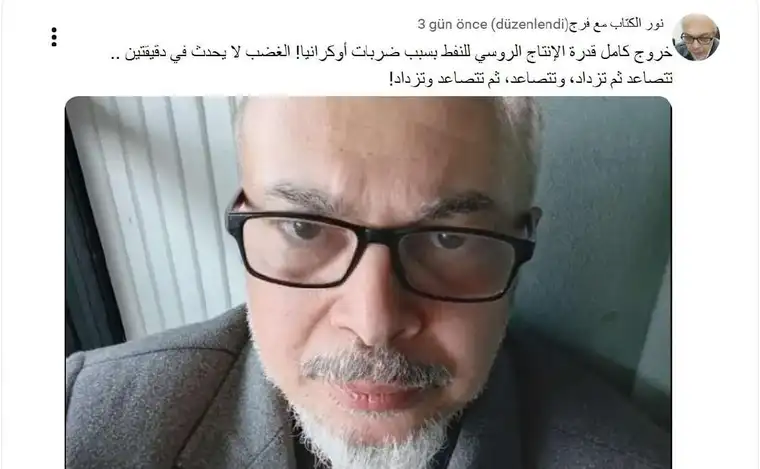 نور الكتاب مع فرج(düzenlendi) 3 gün önce
خروج كامل قدرة الإنتاج الروسي للنفط بسبب ضربات أوكرانيا! الغضب لا يحدث في دقيقتين ..
تتصاعد ثم تزداد، وتتصاعد، ثم تتصاعد وتزداد!